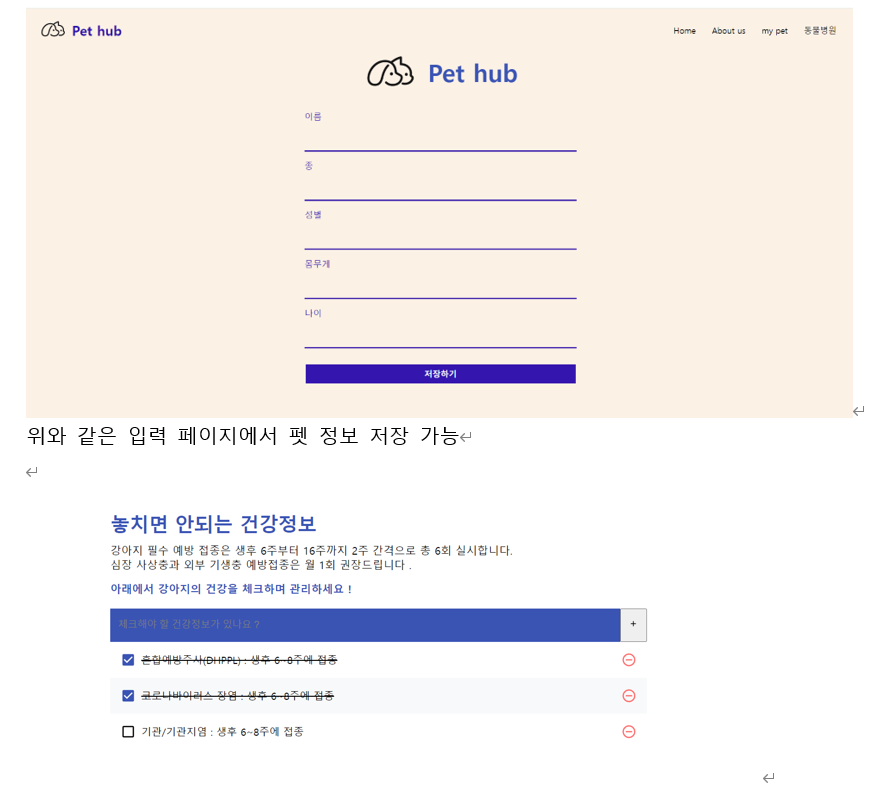 Pet hub
Home About us my pet 동물병원
Pet hub
이름
종
성별
몸무게
나이
저장하기
위와 같은 입력 페이지에서 펫 정보 저장 가능
놓치면 안되는 건강정보
강아지 필수 예방 접종은 생후 6주부터 16주까지 2주 간격으로 총 6회 실시합니다.
심장 사상충과 외부 기생충 예방접종은 월 1회 권장드립니다 .
아래에서 강아지의 건강을 체크하며 관리하세요 !
체크해야 할 건강정보가 있나요 ?
+
혼합예방주사(DHPPL) : 생후 6~8주에 접종
코로나바이러스 장염 : 생후 6~8주에 접종
기관/기관지염 : 생후 6~8주에 접종